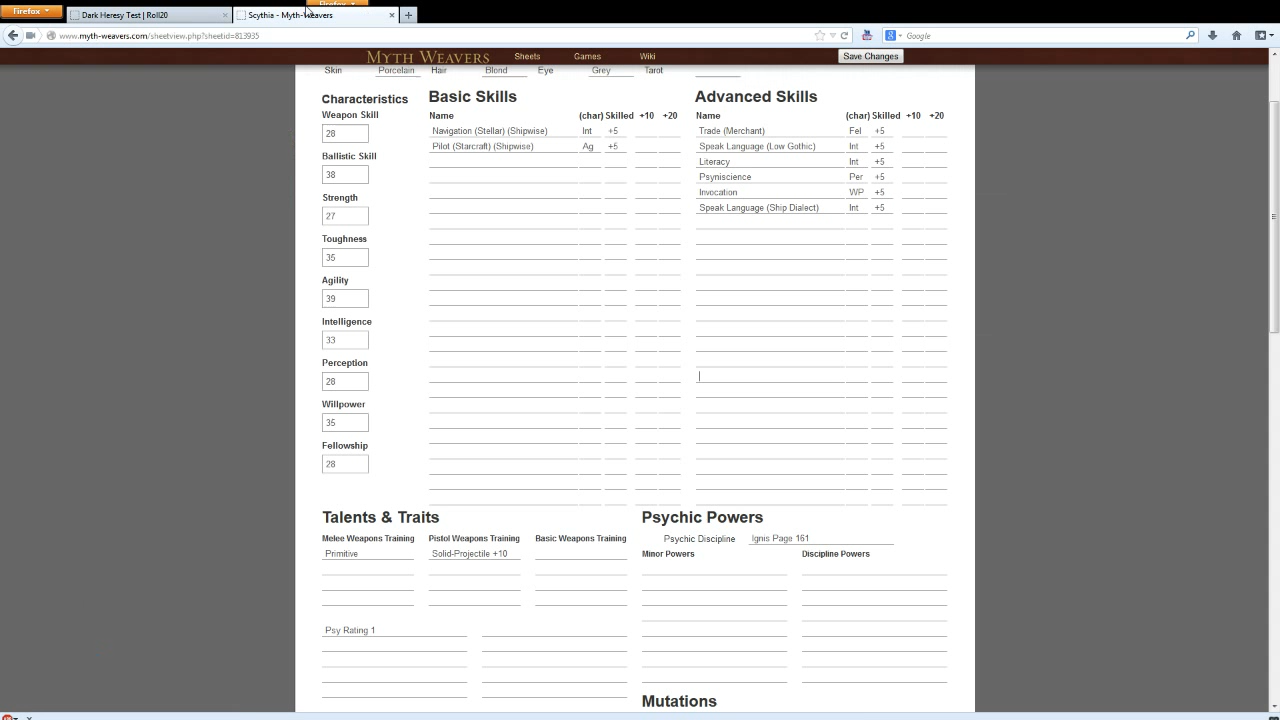 Firefox
Firefox
Dark Heresy Test | Roll20
Scythia - Myth-Weavers
www.myth-weavers.com/sheetview.php?sheetid=813935
Google
MYTH WEAVERS
Sheets
Games
Wiki
Save Changes
Skin Porcelain Hair Blond Eye Grey Tarot
Characteristics
Weapon Skill
28
Ballistic Skill
38
Strength
27
Toughness
35
Agility
39
Intelligence
33
Perception
28
Willpower
35
Fellowship
28
Basic Skills
Name (char) Skilled +10 +20
Navigation (Stellar) (Shipwise) Int +5
Pilot (Starcraft) (Shipwise) Ag +5
Advanced Skills
Name (char) Skilled +10 +20
Trade (Merchant) Fel +5
Speak Language (Low Gothic) Int +5
Literacy Int +5
Psyniscience Per +5
Invocation WP +5
Speak Language (Ship Dialect) Int +5
Talents & Traits
Melee Weapons Training Pistol Weapons Training Basic Weapons Training
Primitive Solid-Projectile +10
Psy Rating 1
Psychic Powers
Psychic Discipline Ignis Page 161
Minor Powers Discipline Powers
Mutations